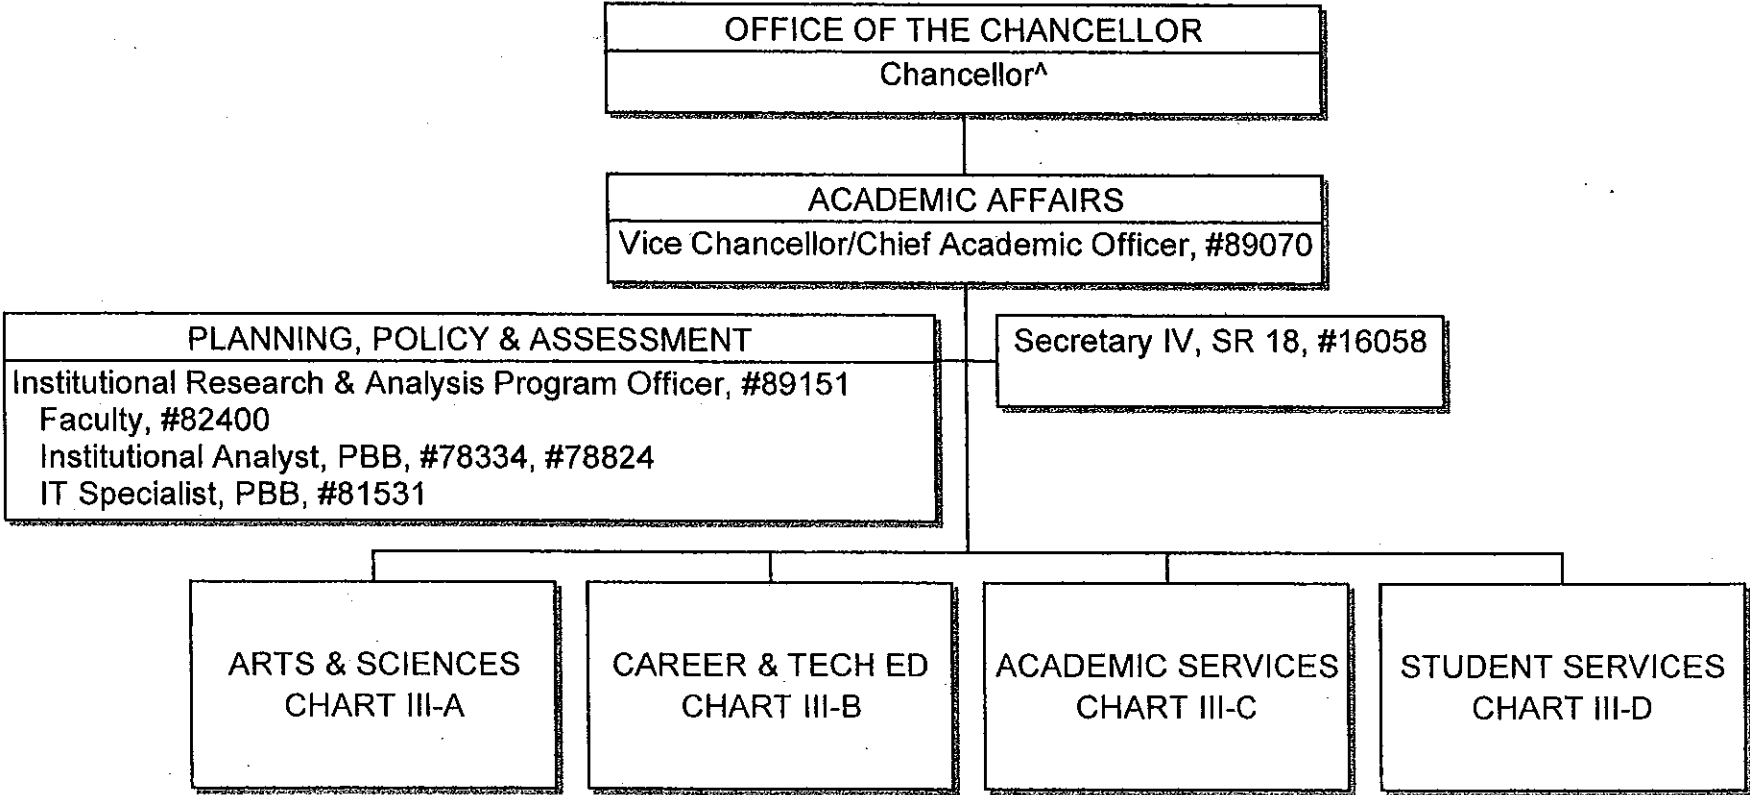 OFFICE OF THE CHANCELLOR
Chancellor^
ACADEMIC AFFAIRS
Vice Chancellor/Chief Academic Officer, #89070
PLANNING, POLICY & ASSESSMENT
Institutional Research & Analysis Program Officer, #89151
Faculty, #82400
Institutional Analyst, PBB, #78334, #78824
IT Specialist, PBB, #81531
Secretary IV, SR 18, #16058
ARTS & SCIENCES
CHART III-A
CAREER & TECH ED
CHART III-B
ACADEMIC SERVICES
CHART III-C
STUDENT SERVICES
CHART III-D